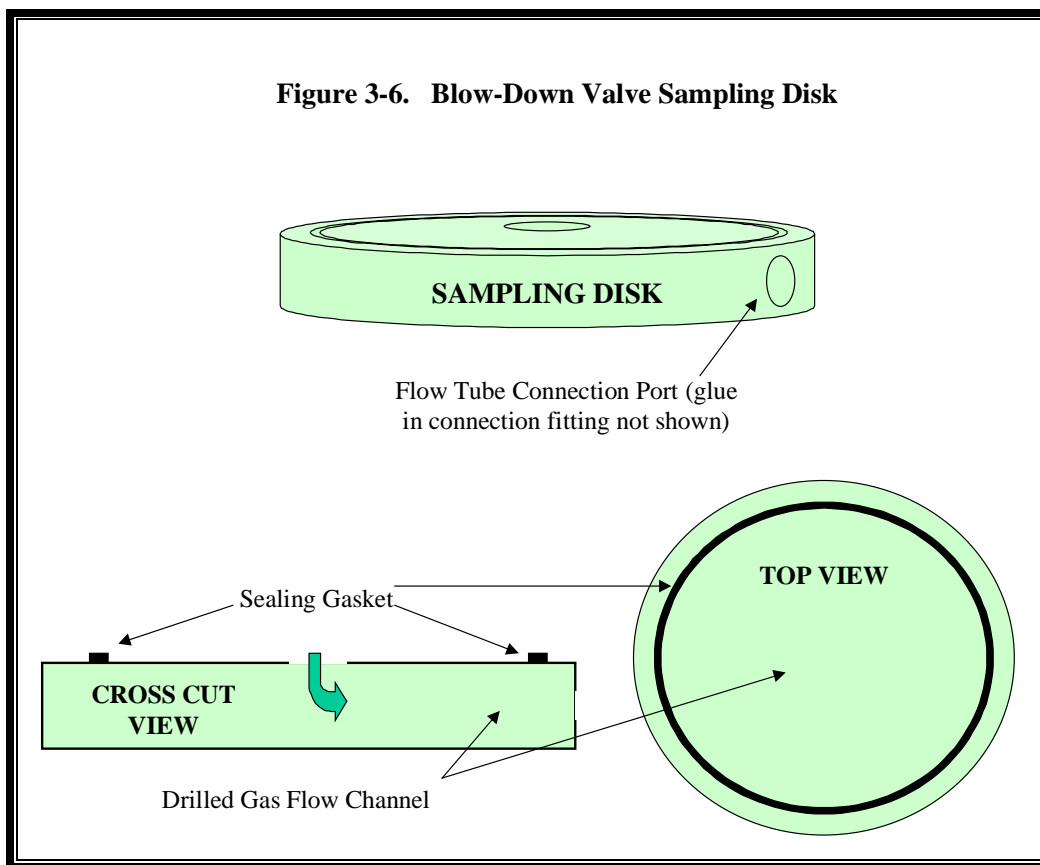 Figure 3-6. Blow-Down Valve Sampling Disk
SAMPLING DISK
Flow Tube Connection Port (glue
in connection fitting not shown)
TOP VIEW
Sealing Gasket
CROSS CUT
VIEW
Drilled Gas Flow Channel